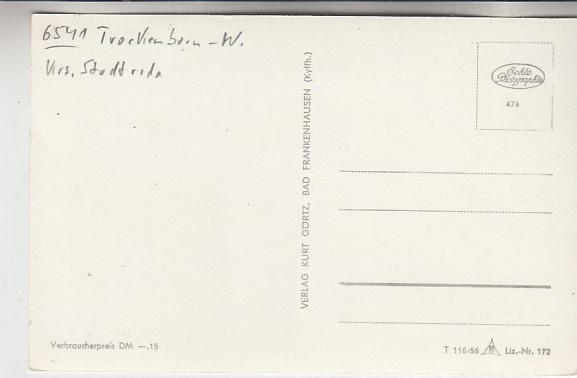 6541 Trockenborn-W.
Krs. Stadtroda
Echte
Photographie
476
VERLAG KURT GÖRTZ, BAD FRANKENHAUSEN (Kyffh.)
Verbraucherpreis DM —.15
T 116/56 Liz.-Nr. 172